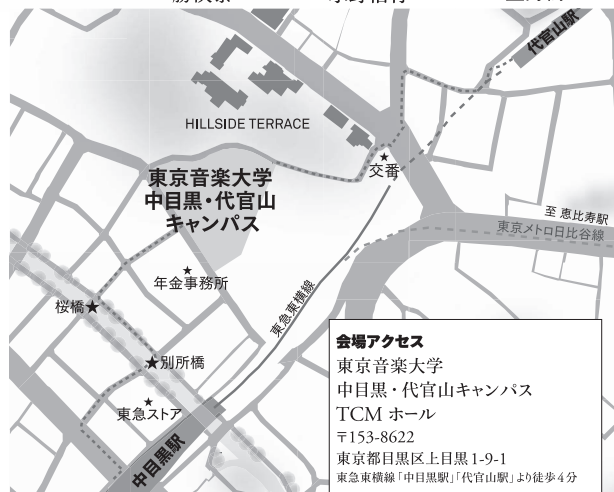 代官山駅
HILLSIDE TERRACE
交番
東京音楽大学
中目黒・代官山
キャンパス
至 恵比寿駅
東京メトロ日比谷線
年金事務所
桜橋★
東急東横線
★別所橋
東急ストア
中目黒駅
会場アクセス
東京音楽大学
中目黒・代官山キャンパス
TCM ホール
〒153-8622
東京都目黒区上目黒1-9-1
東急東横線「中目黒駅」「代官山駅」より徒歩4分